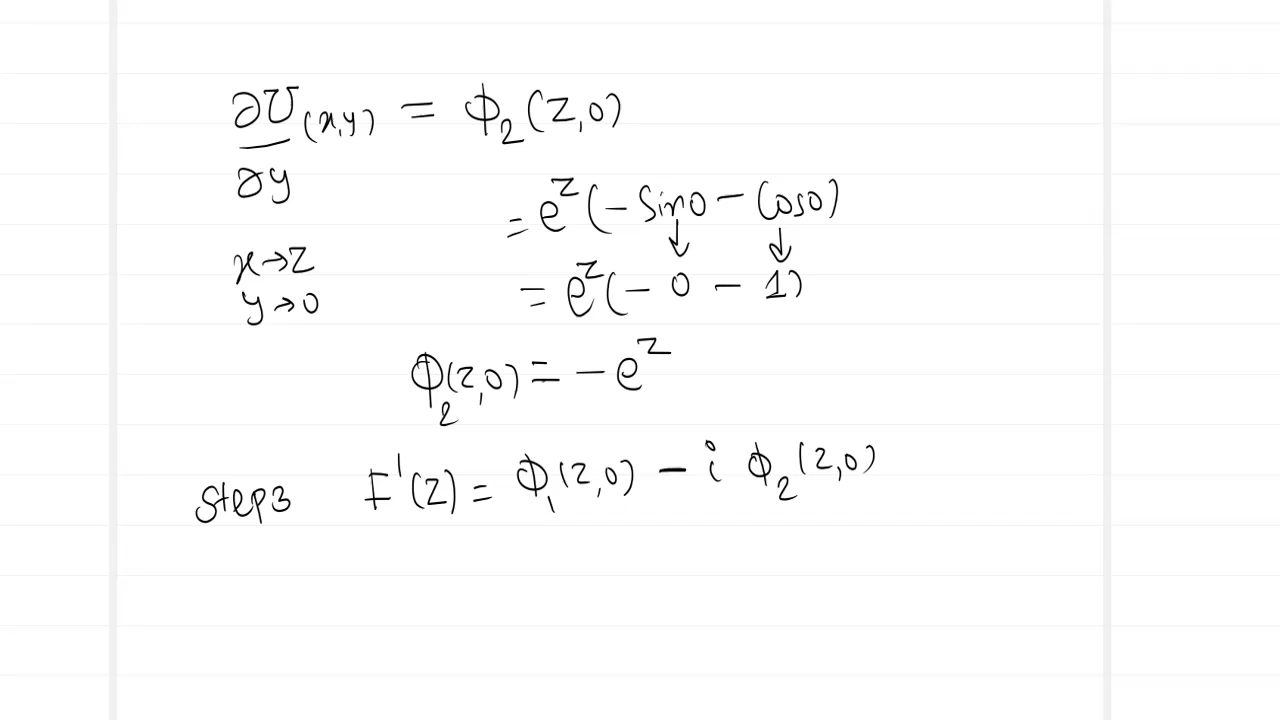 ∂U(x,y) = ϕ₂(z,0)
∂y
= e^z(- sin0 - cos0)
x→z
y→0
= e^z(- 0 - 1)
ϕ₂(z,0) = - e^z
Step3 F'(z) = ϕ₁(z,0) - i ϕ₂(z,0)